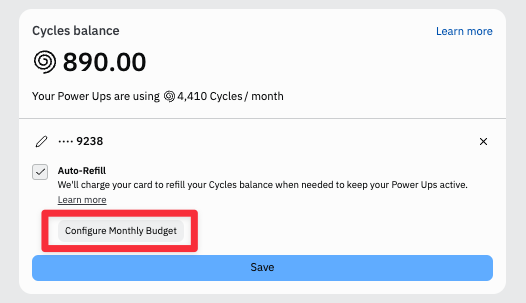 Cycles balance
Learn more
890.00
Your Power Ups are using 4,410 Cycles / month
•••• 9238
Auto-Refill
We'll charge your card to refill your Cycles balance when needed to keep your Power Ups active.
Learn more
Configure Monthly Budget
Save